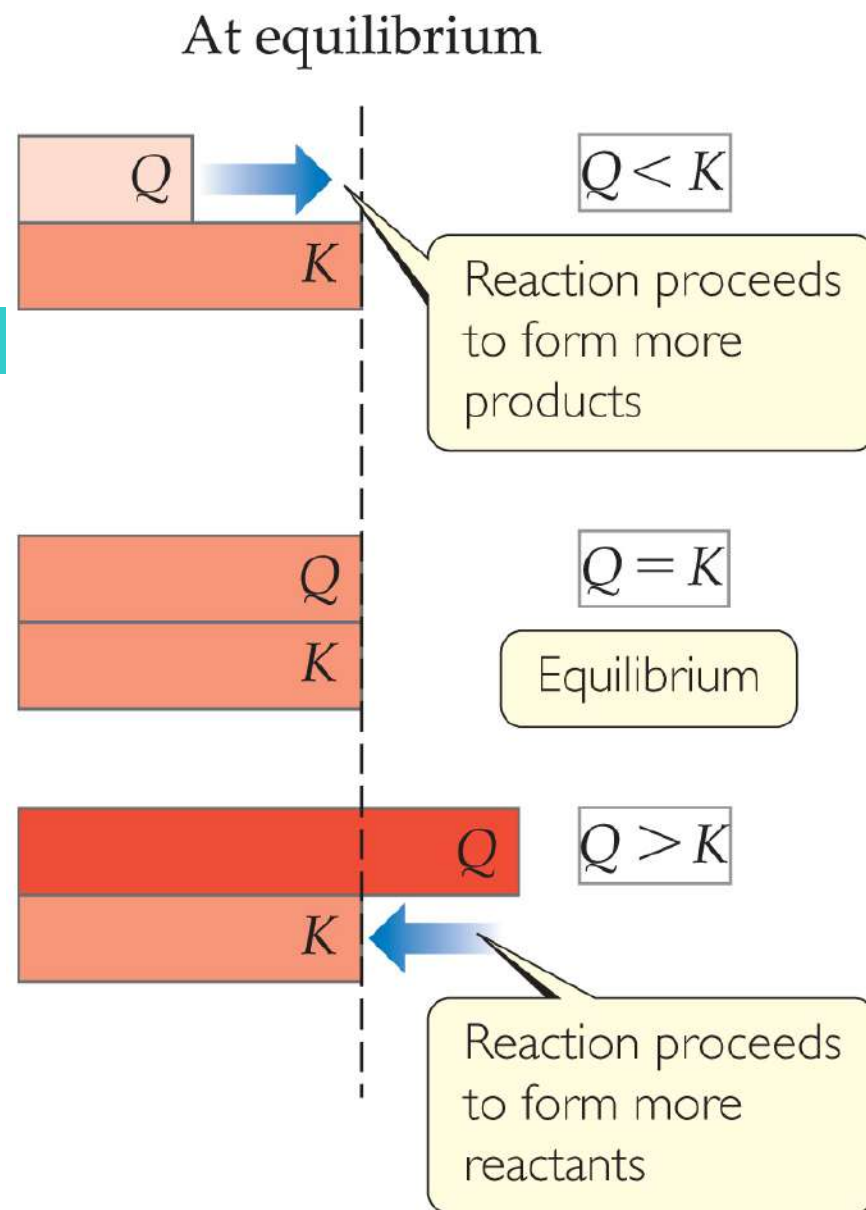 At equilibrium
Q
Q < K
K
Reaction proceeds
to form more
products
Q
Q = K
K
Equilibrium
Q
Q > K
K
Reaction proceeds
to form more
reactants